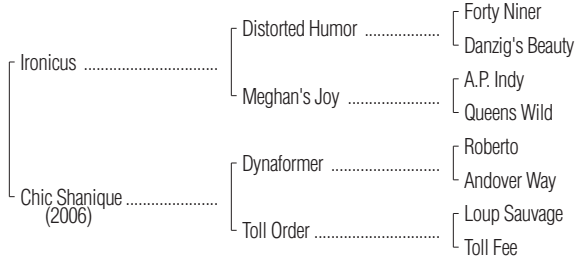 Forty Niner
Distorted Humor ..................
Danzig's Beauty
Ironicus ................................
A.P. Indy
Meghan's Joy ......................
Queens Wild
Roberto
Dynaformer ..........................
Andover Way
Chic Shanique ......................
(2006)
Loup Sauvage
Toll Order ..............................
Toll Fee